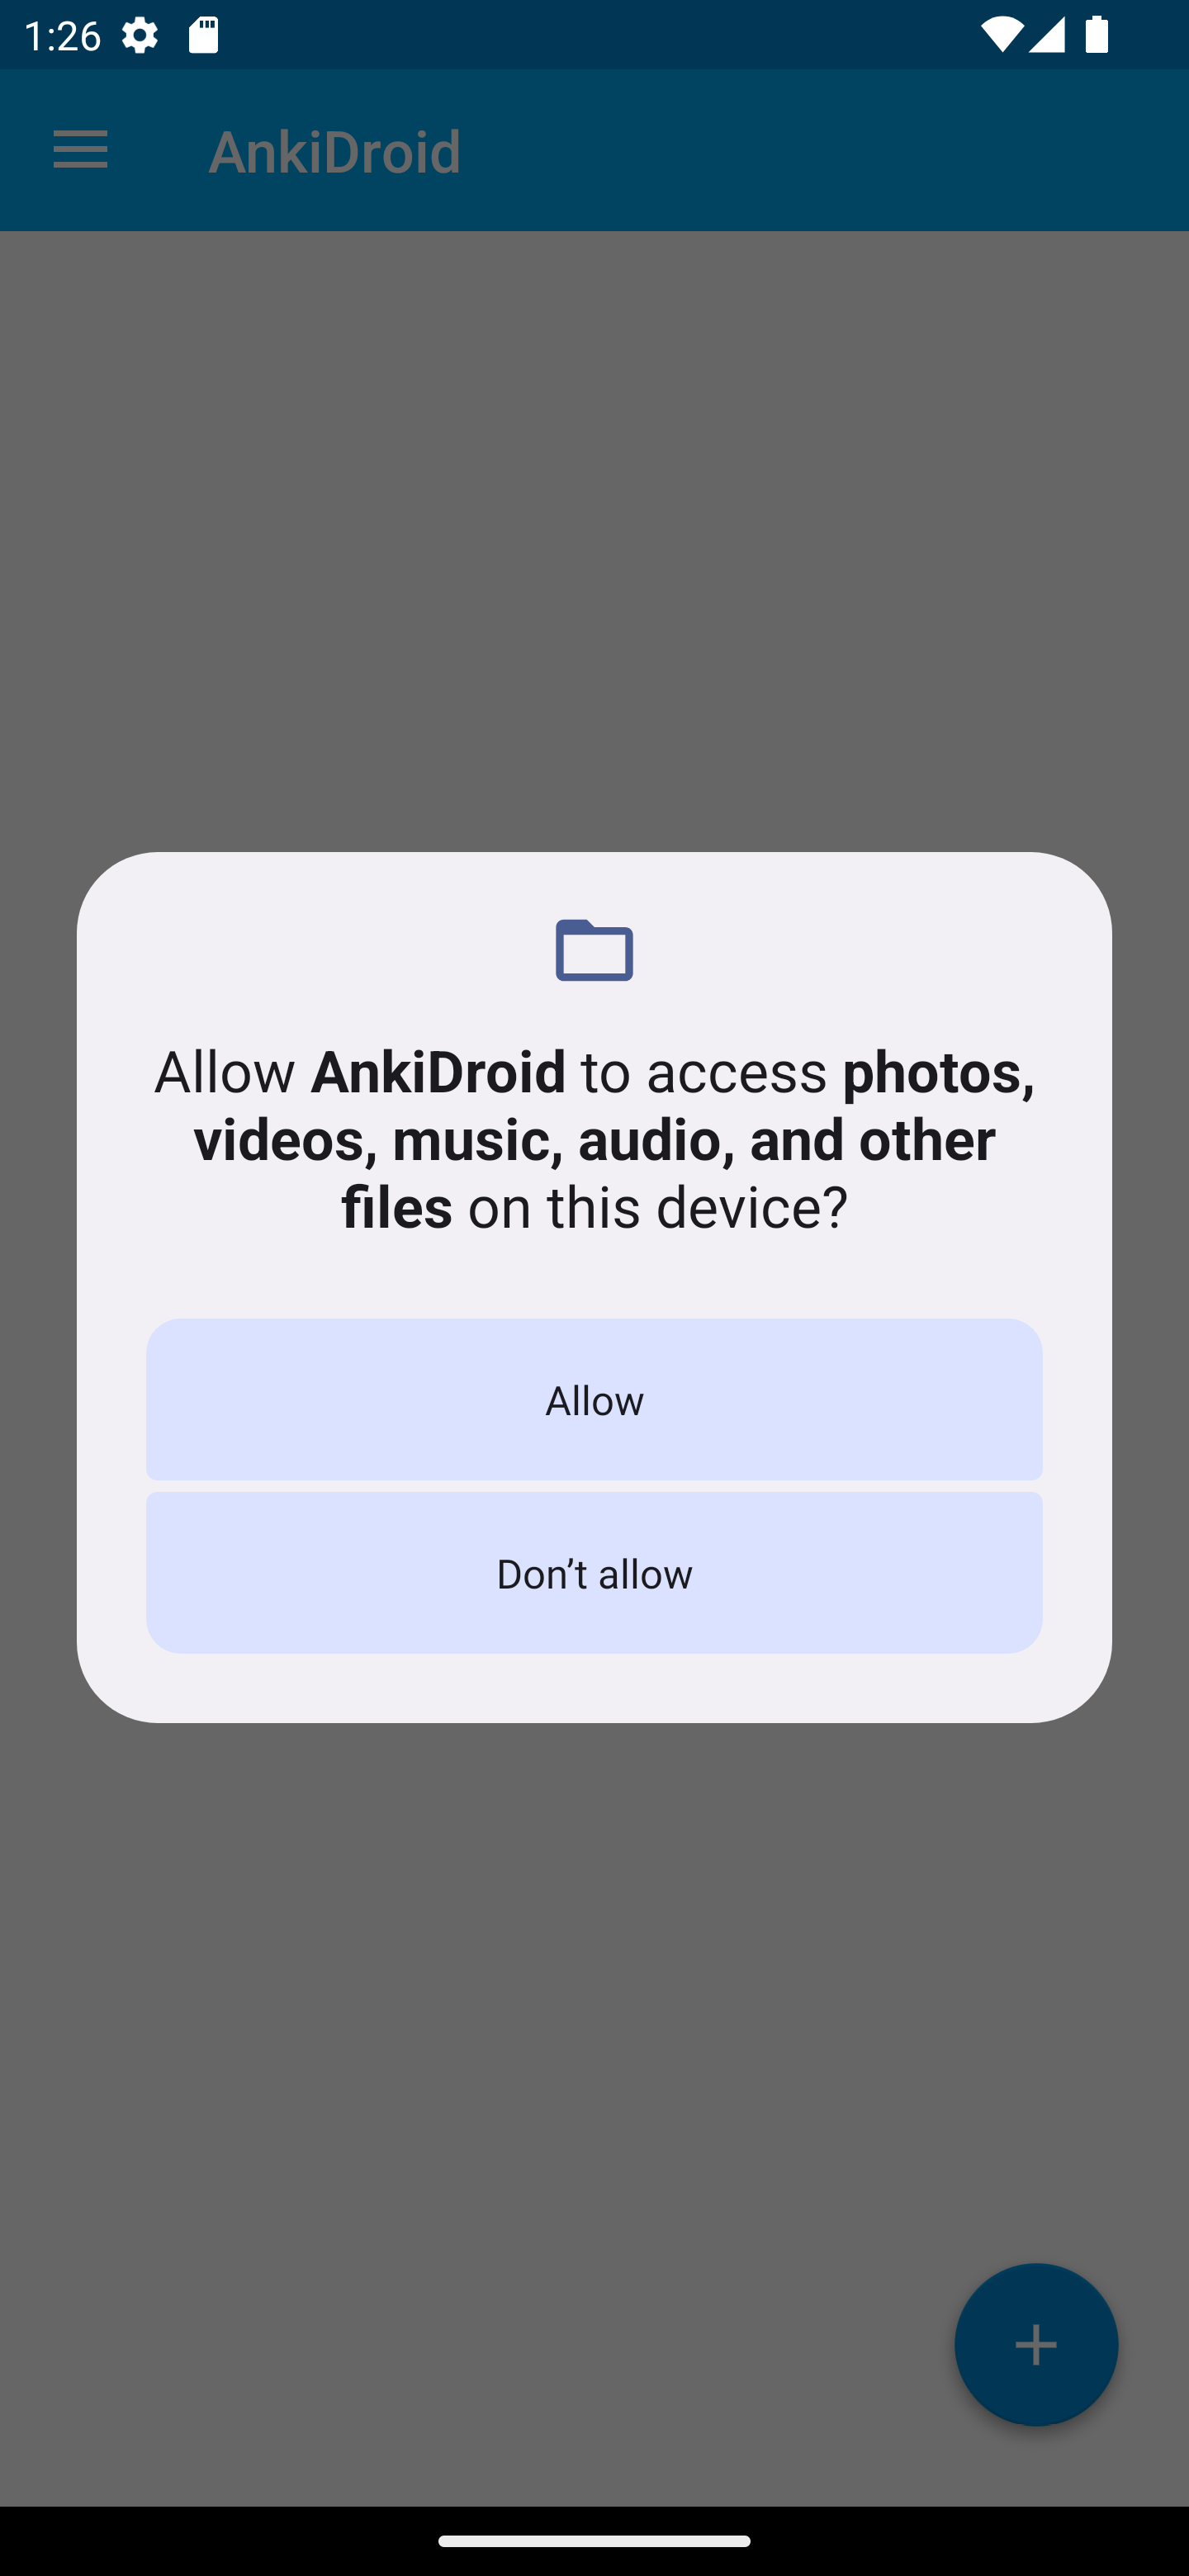 1:26
AnkiDroid
Allow AnkiDroid to access photos,
videos, music, audio, and other
files on this device?
Allow
Don’t allow